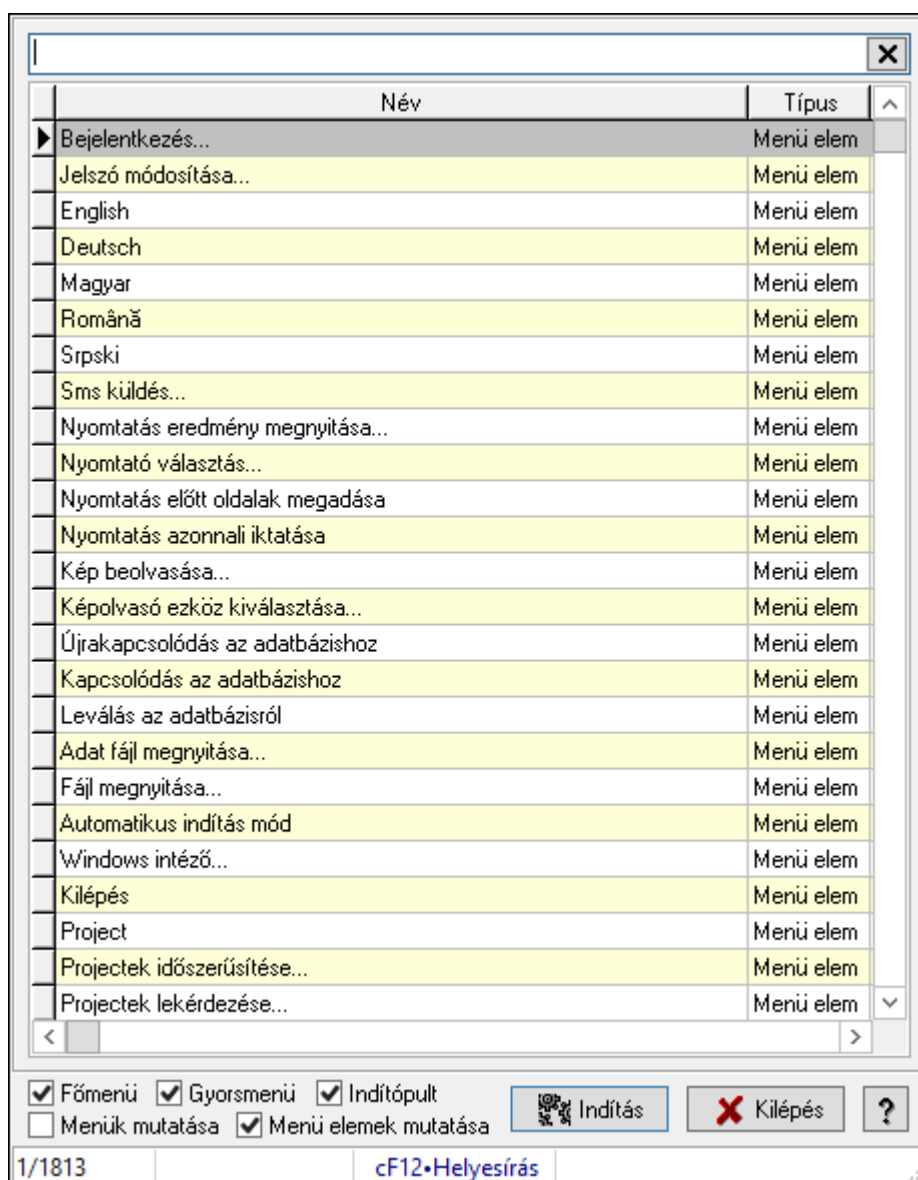 Név Típus
Bejelentkezés... Menü elem
Jelszó módosítása... Menü elem
English Menü elem
Deutsch Menü elem
Magyar Menü elem
Română Menü elem
Srpski Menü elem
Sms küldés... Menü elem
Nyomtatás eredmény megnyitása... Menü elem
Nyomtató választás... Menü elem
Nyomtatás előtt oldalak megadása Menü elem
Nyomtatás azonnali iktatása Menü elem
Kép beolvasása... Menü elem
Képolvasó ezköz kiválasztása... Menü elem
Újrakapcsolódás az adatbázishoz Menü elem
Kapcsolódás az adatbázishoz Menü elem
Leválás az adatbázisról Menü elem
Adat fájl megnyitása... Menü elem
Fájl megnyitása... Menü elem
Automatikus indítás mód Menü elem
Windows intéző... Menü elem
Kilépés Menü elem
Project Menü elem
Projectek időszerűsítése... Menü elem
Projectek lekérdezése... Menü elem
Főmenü Gyorsmenü Indítópult
Menük mutatása Menü elemek mutatása
Indítás Kilépés ?
1/1813 cF12•Helyesírás